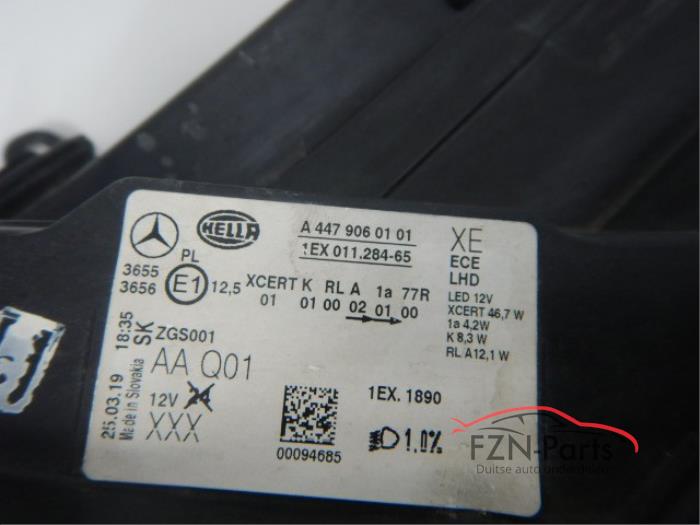 HELLA
A 447 906 01 01
1EX 011.284-65
XE
ECE
LHD
PL
3655
3656
E1
12,5
XCERT K RL A 1a 77R
01 01 00 02 01 00
LED 12V
XCERT 46,7 W
1a 4,2W
K 8,3 W
RL A12,1 W
25.03.19 18:35
Made in Slovakia SK
ZGS001
AA Q01
12V 24
XXX
00094685
1EX. 1890
1.0%
FZN-Parts
Duitse auto onderdelen